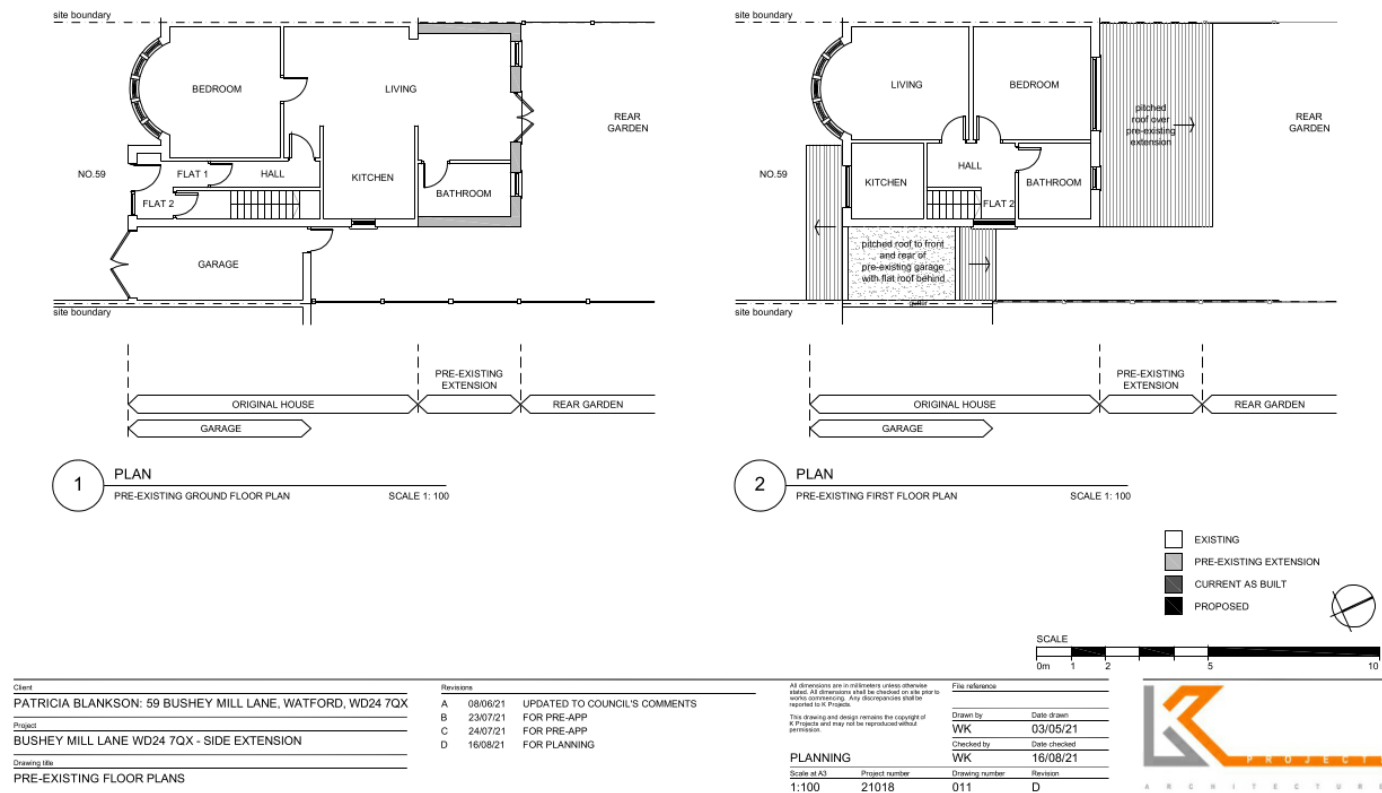 site boundary
BEDROOM
LIVING
REAR
GARDEN
NO.59
FLAT 1
HALL
KITCHEN
BATHROOM
FLAT 2
GARAGE
site boundary
PRE-EXISTING
EXTENSION
ORIGINAL HOUSE
REAR GARDEN
GARAGE
1
PLAN
PRE-EXISTING GROUND FLOOR PLAN
SCALE 1: 100
site boundary
LIVING
BEDROOM
pitched
roof over
pre-existing
extension
REAR
GARDEN
NO.59
HALL
KITCHEN
BATHROOM
FLAT 2
pitched roof to front
and rear of
pre-existing garage
with flat roof behind
gutter
site boundary
PRE-EXISTING
EXTENSION
ORIGINAL HOUSE
REAR GARDEN
GARAGE
2
PLAN
PRE-EXISTING FIRST FLOOR PLAN
SCALE 1: 100
EXISTING
PRE-EXISTING EXTENSION
CURRENT AS BUILT
PROPOSED
SCALE
0m 1 2 5 10
Client
PATRICIA BLANKSON: 59 BUSHEY MILL LANE, WATFORD, WD24 7QX
Project
BUSHEY MILL LANE WD24 7QX - SIDE EXTENSION
Drawing title
PRE-EXISTING FLOOR PLANS
Revisions
A 08/06/21 UPDATED TO COUNCIL'S COMMENTS
B 23/07/21 FOR PRE-APP
C 24/07/21 FOR PRE-APP
D 16/08/21 FOR PLANNING
All dimensions are in millimeters unless otherwise
stated. All dimensions shall be checked on site prior to
works commencing. Any discrepancies shall be
reported to K Projects.
This drawing and design remains the copyright of
K Projects and may not be reproduced without
permission.
PLANNING
Scale at A3 Project number
1:100 21018
File reference
Drawn by Date drawn
WK 03/05/21
Checked by Date checked
WK 16/08/21
Drawing number Revision
011 D
K
PROJECT
ARCHITECTURE